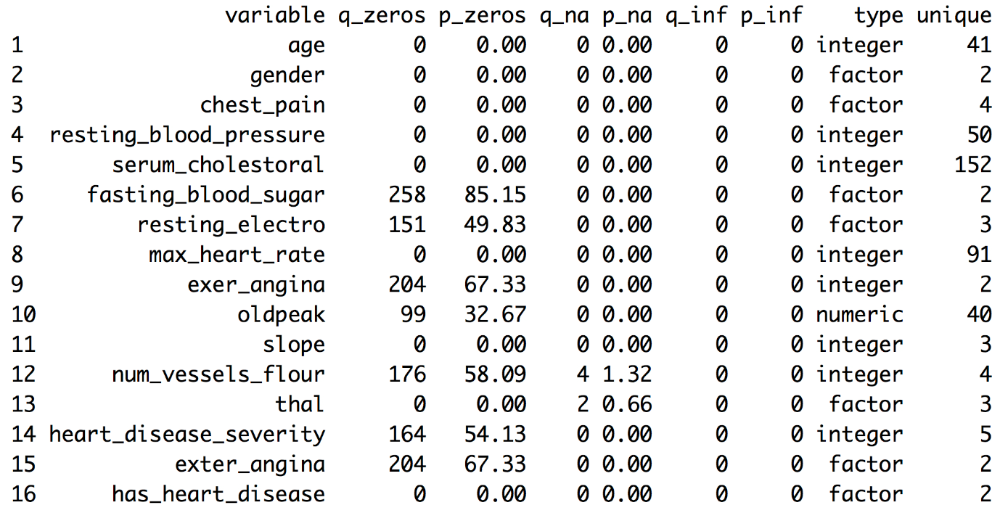 variable q_zeros p_zeros q_na p_na q_inf p_inf type unique
1 age 0 0.00 0 0.00 0 0 integer 41
2 gender 0 0.00 0 0.00 0 0 factor 2
3 chest_pain 0 0.00 0 0.00 0 0 factor 4
4 resting_blood_pressure 0 0.00 0 0.00 0 0 integer 50
5 serum_cholestoral 0 0.00 0 0.00 0 0 integer 152
6 fasting_blood_sugar 258 85.15 0 0.00 0 0 factor 2
7 resting_electro 151 49.83 0 0.00 0 0 factor 3
8 max_heart_rate 0 0.00 0 0.00 0 0 integer 91
9 exer_angina 204 67.33 0 0.00 0 0 integer 2
10 oldpeak 99 32.67 0 0.00 0 0 numeric 40
11 slope 0 0.00 0 0.00 0 0 integer 3
12 num_vessels_flour 176 58.09 4 1.32 0 0 integer 4
13 thal 0 0.00 2 0.66 0 0 factor 3
14 heart_disease_severity 164 54.13 0 0.00 0 0 integer 5
15 exter_angina 204 67.33 0 0.00 0 0 factor 2
16 has_heart_disease 0 0.00 0 0.00 0 0 factor 2